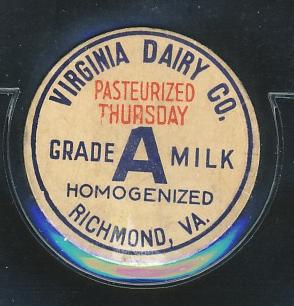 VIRGINIA DAIRY CO.
PASTEURIZED
THURSDAY
GRADE A MILK
HOMOGENIZED
RICHMOND, VA.